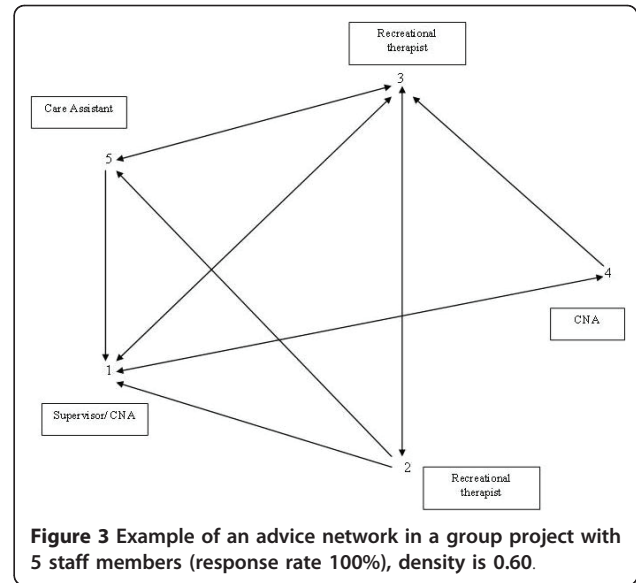 Recreational
therapist
3
Care Assistant
5
4
CNA
1
Supervisor/ CNA
2
Recreational
therapist
Figure 3 Example of an advice network in a group project with
5 staff members (response rate 100%), density is 0.60.